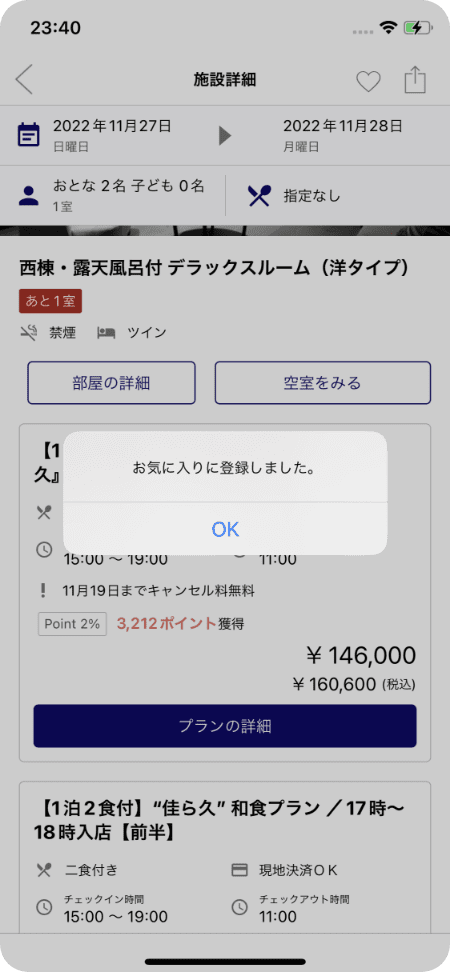 23:40
施設詳細
2022年11月27日
日曜日
2022年11月28日
月曜日
おとな 2名 子ども 0名
1室
指定なし
西棟・露天風呂付 デラックスルーム（洋タイプ）
あと1室
禁煙
ツイン
部屋の詳細
空室をみる
【1
久』
お気に入りに登録しました。
OK
15:00 〜 19:00
11:00
11月19日までキャンセル料無料
Point 2%
3,212ポイント獲得
￥146,000
￥160,600 (税込)
プランの詳細
【1泊2食付】“佳ら久” 和食プラン ／17時〜
18時入店【前半】
二食付き
現地決済ＯＫ
チェックイン時間
15:00 〜 19:00
チェックアウト時間
11:00